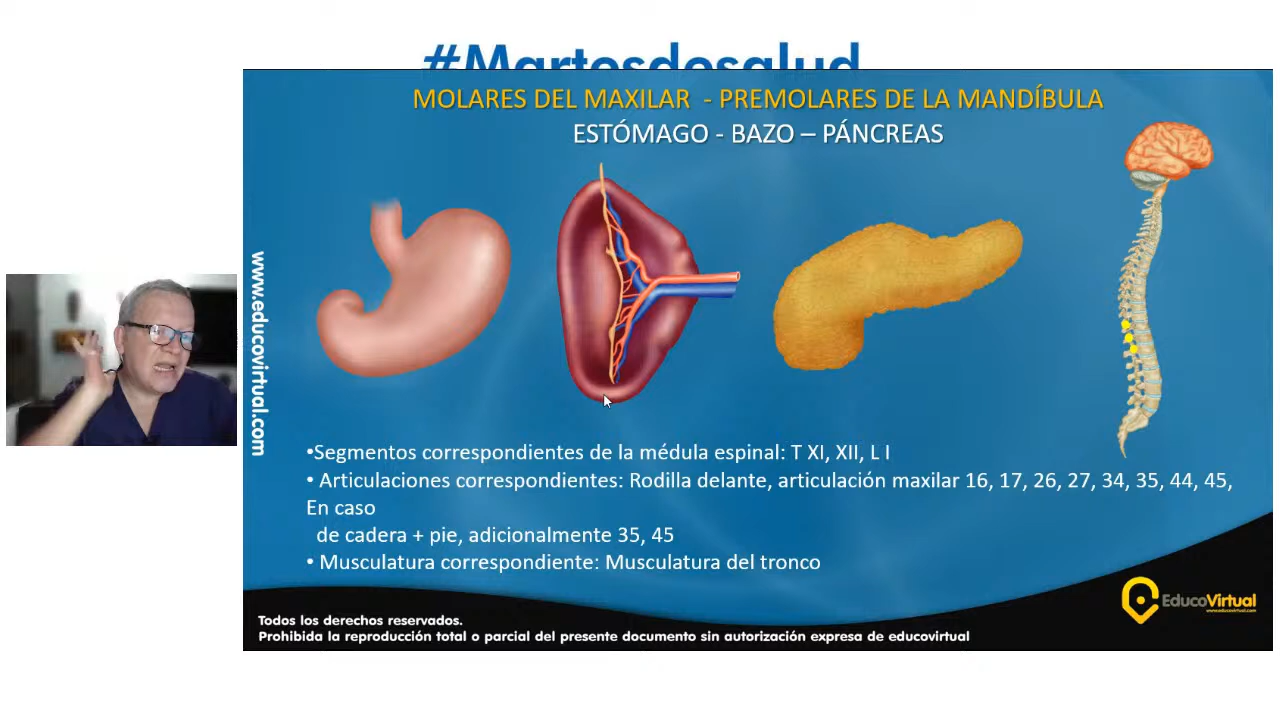 #Martesdesalud
MOLARES DEL MAXILAR - PREMOLARES DE LA MANDÍBULA
ESTÓMAGO - BAZO – PÁNCREAS
www.educovirtual.com
•Segmentos correspondientes de la médula espinal: T XI, XII, L I
• Articulaciones correspondientes: Rodilla delante, articulación maxilar 16, 17, 26, 27, 34, 35, 44, 45,
En caso
de cadera + pie, adicionalmente 35, 45
• Musculatura correspondiente: Musculatura del tronco
EducoVirtual
www.educovirtual.com
Todos los derechos reservados.
Prohibida la reproducción total o parcial del presente documento sin autorización expresa de educovirtual